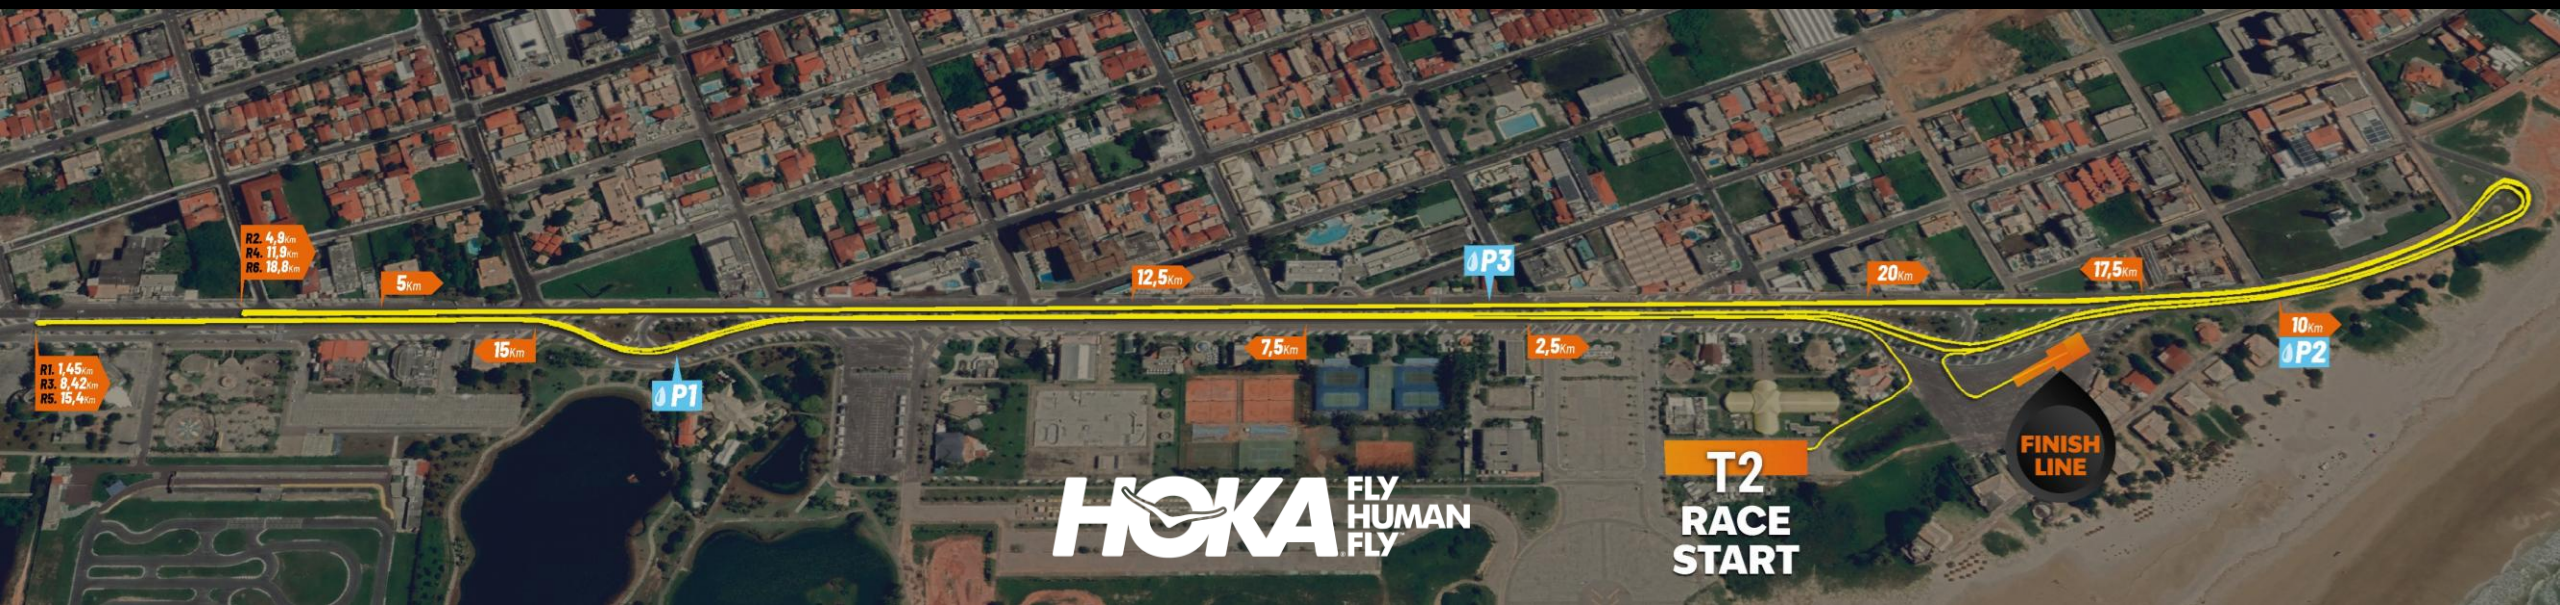 R2. 4,9Km
R4. 11,9Km
R6. 18,8Km
5Km
12,5Km
P3
20Km
17,5Km
R1. 1,45Km
R3. 8,42Km
R5. 15,4Km
15Km
P1
7,5Km
2,5Km
10Km
P2
HOKA
FLY
HUMAN
FLY
T2
RACE
START
FINISH
LINE